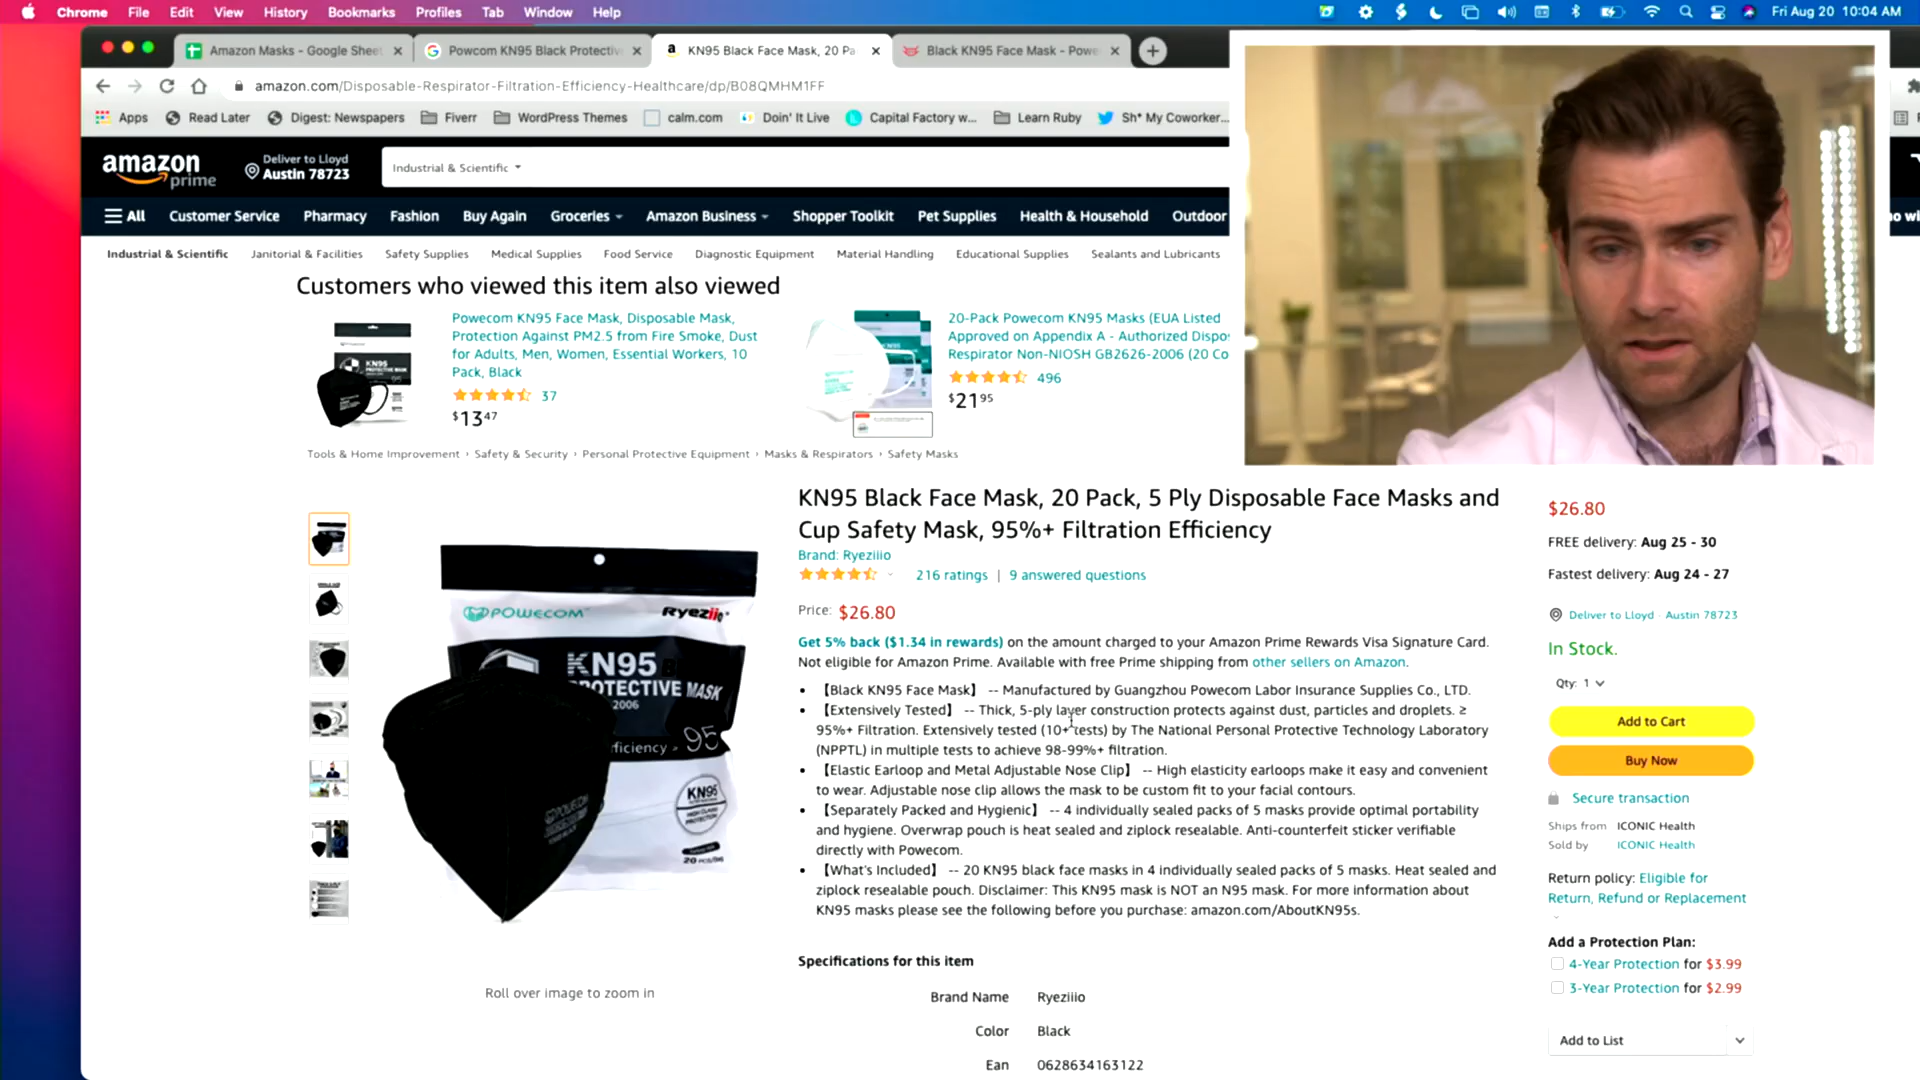 Chrome File Edit View History Bookmarks Profiles Tab Window Help Fri Aug 20 10:04 AM
Amazon Masks - Google Sheet Powcom KN95 Black Protectiv KN95 Black Face Mask, 20 Pa Black KN95 Face Mask - Powe
amazon.com/Disposable-Respirator-Filtration-Efficiency-Healthcare/dp/B08QMHM1FF
Apps Read Later Digest: Newspapers Fiverr WordPress Themes calm.com Doin' It Live Capital Factory w... Learn Ruby Sh* My Coworker...
amazon prime
Deliver to Lloyd
Austin 78723
Industrial & Scientific
All Customer Service Pharmacy Fashion Buy Again Groceries Amazon Business Shopper Toolkit Pet Supplies Health & Household Outdoor
Industrial & Scientific Janitorial & Facilities Safety Supplies Medical Supplies Food Service Diagnostic Equipment Material Handling Educational Supplies Sealants and Lubricants
Customers who viewed this item also viewed
Powecom KN95 Face Mask, Disposable Mask,
Protection Against PM2.5 from Fire Smoke, Dust
for Adults, Men, Women, Essential Workers, 10
Pack, Black
37
$13 47
20-Pack Powecom KN95 Masks (EUA Listed
Approved on Appendix A - Authorized Dispo
Respirator Non-NIOSH GB2626-2006 (20 Co
496
$21 95
Tools & Home Improvement › Safety & Security › Personal Protective Equipment › Masks & Respirators › Safety Masks
POWECOM Ryeziiio
KN95
PROTECTIVE MASK
2006
fficiency > 95
KN95
20 PCS/BAG
Roll over image to zoom in
KN95 Black Face Mask, 20 Pack, 5 Ply Disposable Face Masks and
Cup Safety Mask, 95%+ Filtration Efficiency
Brand: Ryeziiio
216 ratings | 9 answered questions
Price: $26.80
Get 5% back ($1.34 in rewards) on the amount charged to your Amazon Prime Rewards Visa Signature Card.
Not eligible for Amazon Prime. Available with free Prime shipping from other sellers on Amazon.
• 【Black KN95 Face Mask】 -- Manufactured by Guangzhou Powecom Labor Insurance Supplies Co., LTD.
• 【Extensively Tested】 -- Thick, 5-ply layer construction protects against dust, particles and droplets. ≥
95%+ Filtration. Extensively tested (10+ tests) by The National Personal Protective Technology Laboratory
(NPPTL) in multiple tests to achieve 98-99%+ filtration.
• 【Elastic Earloop and Metal Adjustable Nose Clip】 -- High elasticity earloops make it easy and convenient
to wear. Adjustable nose clip allows the mask to be custom fit to your facial contours.
• 【Separately Packed and Hygienic】 -- 4 individually sealed packs of 5 masks provide optimal portability
and hygiene. Overwrap pouch is heat sealed and ziplock resealable. Anti-counterfeit sticker verifiable
directly with Powecom.
• 【What's Included】 -- 20 KN95 black face masks in 4 individually sealed packs of 5 masks. Heat sealed and
ziplock resealable pouch. Disclaimer: This KN95 mask is NOT an N95 mask. For more information about
KN95 masks please see the following before you purchase: amazon.com/AboutKN95s.
Specifications for this item
Brand Name Ryeziiio
Color Black
Ean 0628634163122
$26.80
FREE delivery: Aug 25 - 30
Fastest delivery: Aug 24 - 27
Deliver to Lloyd - Austin 78723
In Stock.
Qty: 1
Add to Cart
Buy Now
Secure transaction
Ships from ICONIC Health
Sold by ICONIC Health
Return policy: Eligible for
Return, Refund or Replacement
Add a Protection Plan:
4-Year Protection for $3.99
3-Year Protection for $2.99
Add to List